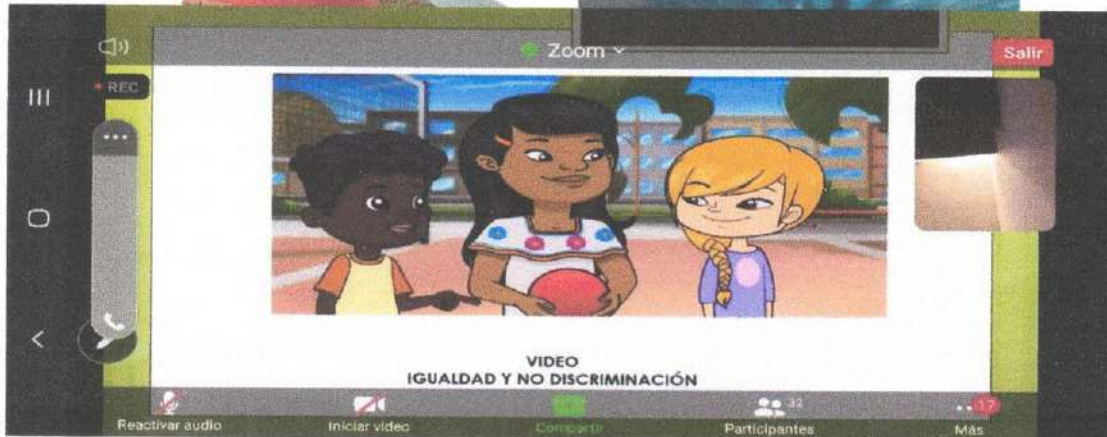 Zoom
Salir
REC
VIDEO
IGUALDAD Y NO DISCRIMINACIÓN
32
17
Reactivar audio
Iniciar video
Compartir
Participantes
Más